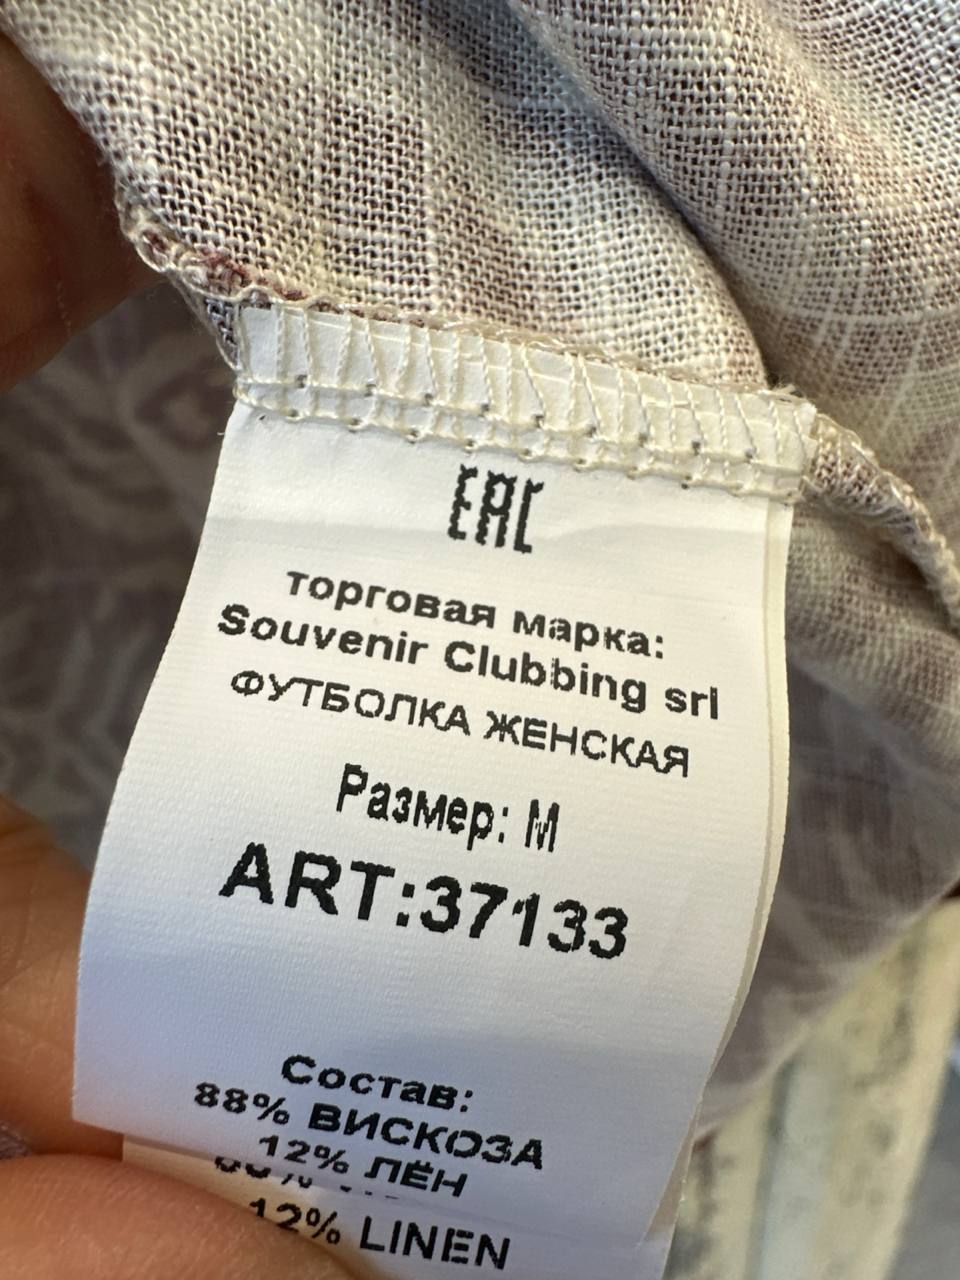 EAC
торговая марка:
Souvenir Clubbing srl
ФУТБОЛКА ЖЕНСКАЯ
Размер: M
ART:37133
Состав:
88% ВИСКОЗА
12% ЛЁН
12% LINEN